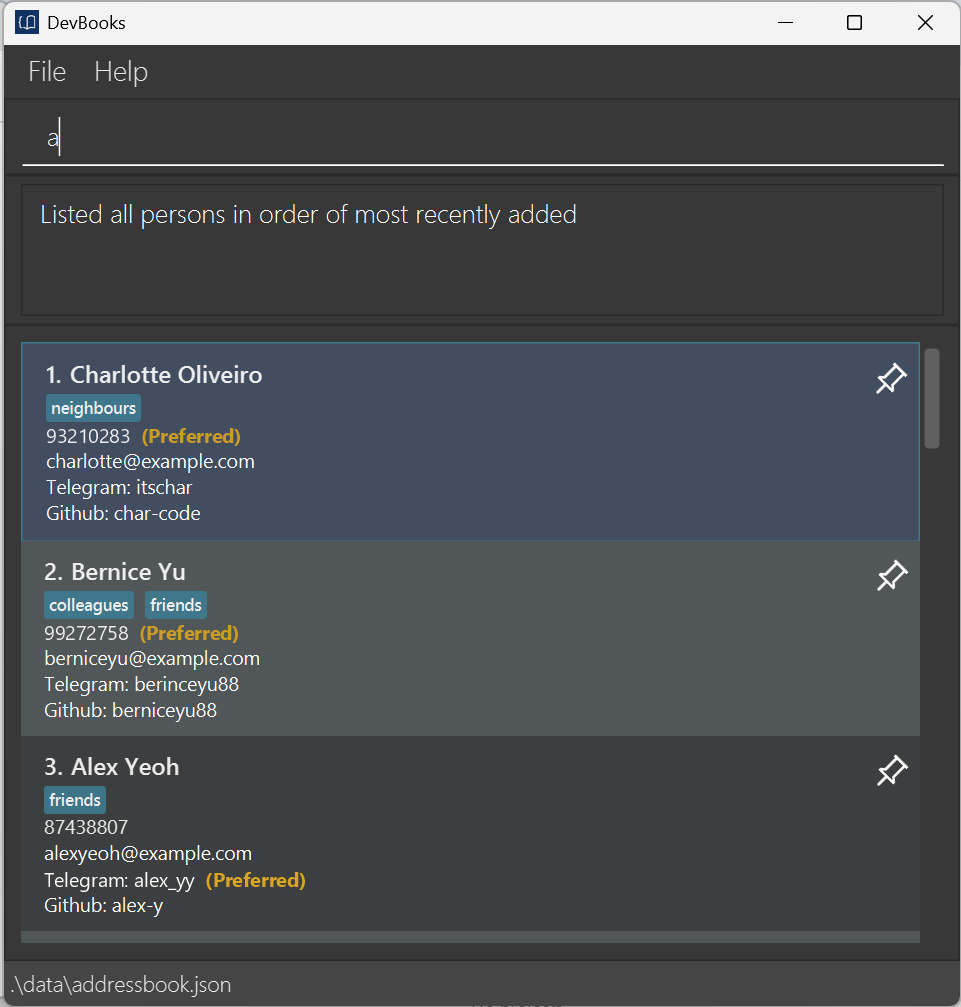 DevBooks
File Help
a
Listed all persons in order of most recently added
1. Charlotte Oliveiro
neighbours
93210283 (Preferred)
charlotte@example.com
Telegram: itschar
Github: char-code
2. Bernice Yu
colleagues friends
99272758 (Preferred)
berniceyu@example.com
Telegram: berinceyu88
Github: berniceyu88
3. Alex Yeoh
friends
87438807
alexyeoh@example.com
Telegram: alex_yy (Preferred)
Github: alex-y
.\data\addressbook.json